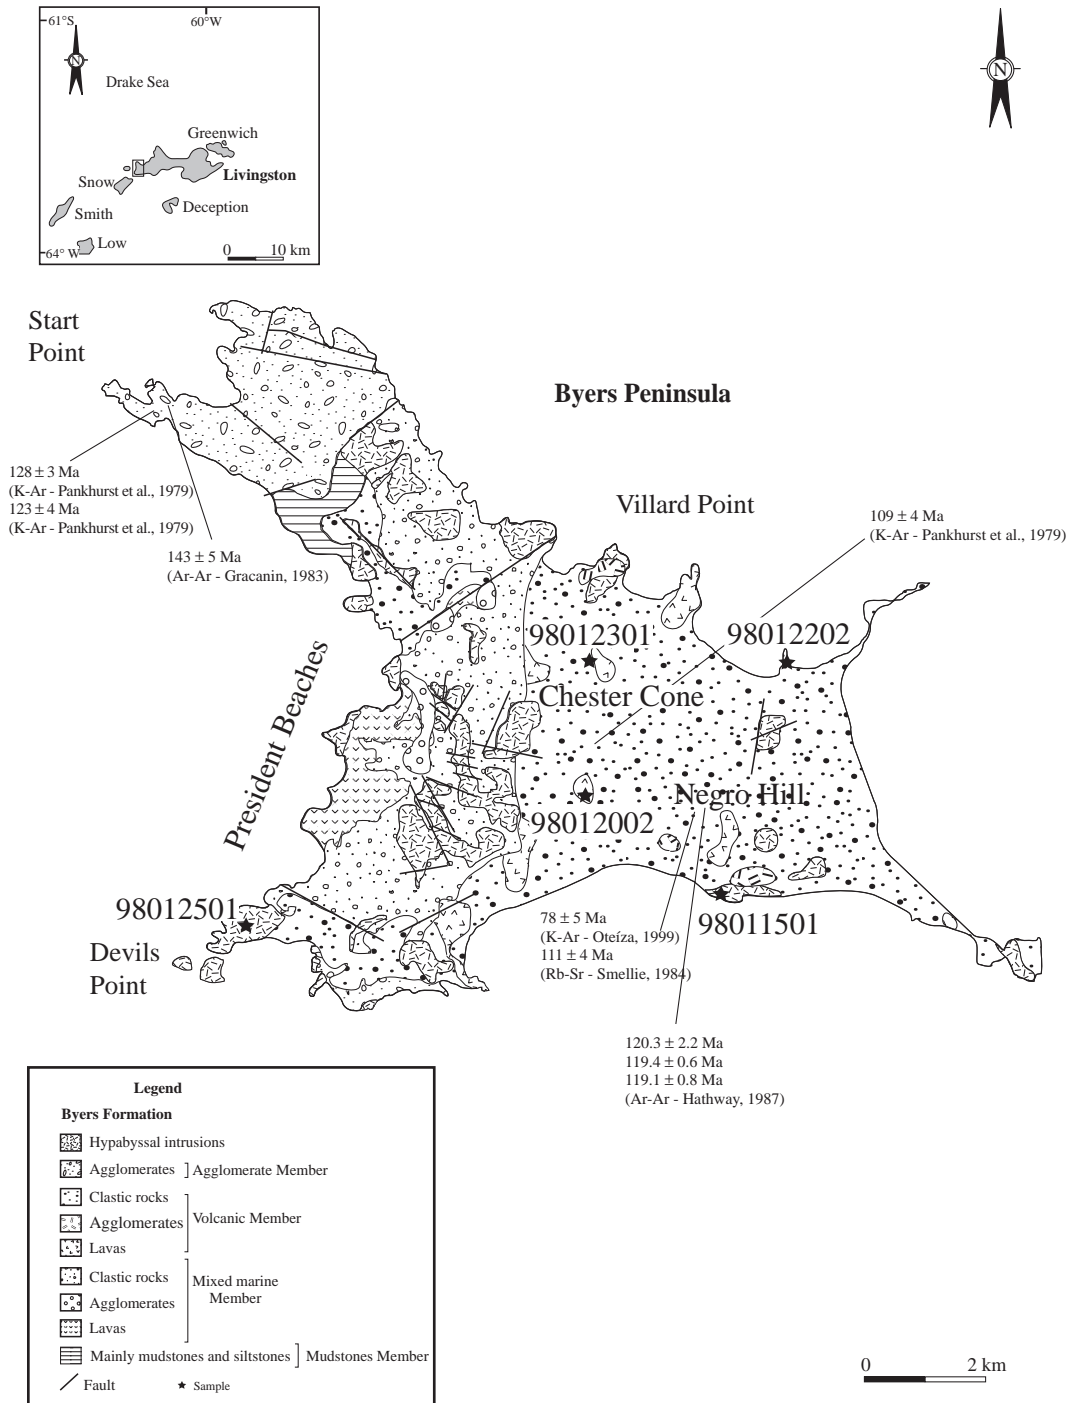 61°S
60°W
N
Drake Sea
Greenwich
Livingston
Snow
Deception
Smith
Low
64° W
0 10 km
N
Start
Point
Byers Peninsula
128 ± 3 Ma
(K-Ar - Pankhurst et al., 1979)
123 ± 4 Ma
(K-Ar - Pankhurst et al., 1979)
143 ± 5 Ma
(Ar-Ar - Gracanin, 1983)
Villard Point
109 ± 4 Ma
(K-Ar - Pankhurst et al., 1979)
98012301
98012202
Chester Cone
President Beaches
Negro Hill
98012002
98012501
98011501
Devils
Point
78 ± 5 Ma
(K-Ar - Oteíza, 1999)
111 ± 4 Ma
(Rb-Sr - Smellie, 1984)
120.3 ± 2.2 Ma
119.4 ± 0.6 Ma
119.1 ± 0.8 Ma
(Ar-Ar - Hathway, 1987)
Legend
Byers Formation
Hypabyssal intrusions
Agglomerates Agglomerate Member
Clastic rocks
Agglomerates
Lavas
Volcanic Member
Clastic rocks
Agglomerates
Lavas
Mixed marine
Member
Mainly mudstones and siltstones Mudstones Member
Fault Sample
0 2 km